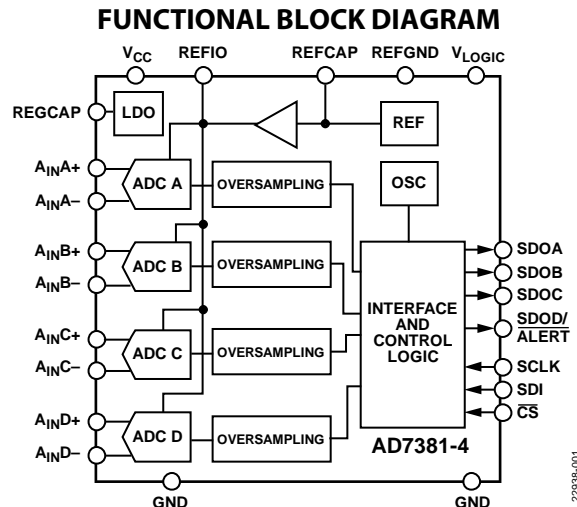 FUNCTIONAL BLOCK DIAGRAM
VCC REFIO REFCAP REFGND VLOGIC
REGCAP LDO REF
OSC
AINA+
AINA−
ADC A
OVERSAMPLING
AINB+
AINB−
ADC B
OVERSAMPLING
AINC+
AINC−
ADC C
OVERSAMPLING
AIND+
AIND−
ADC D
OVERSAMPLING
INTERFACE
AND
CONTROL
LOGIC
SDOA
SDOB
SDOC
SDOD/
ALERT
SCLK
SDI
CS
AD7381-4
GND GND
22938-001